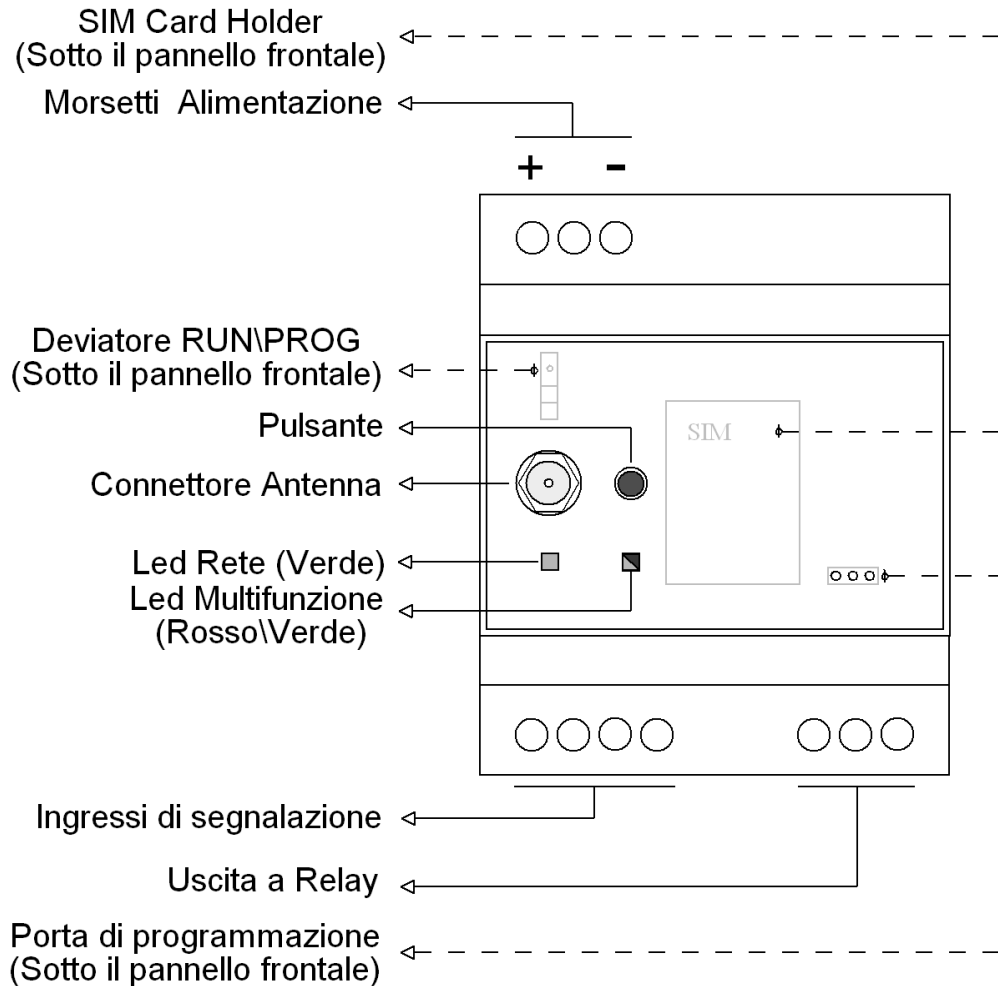 SIM Card Holder
(Sotto il pannello frontale)
Morsetti Alimentazione
+ -
Deviatore RUN\PROG
(Sotto il pannello frontale)
Pulsante
SIM
Connettore Antenna
Led Rete (Verde)
Led Multifunzione
(Rosso\Verde)
Ingressi di segnalazione
Uscita a Relay
Porta di programmazione
(Sotto il pannello frontale)